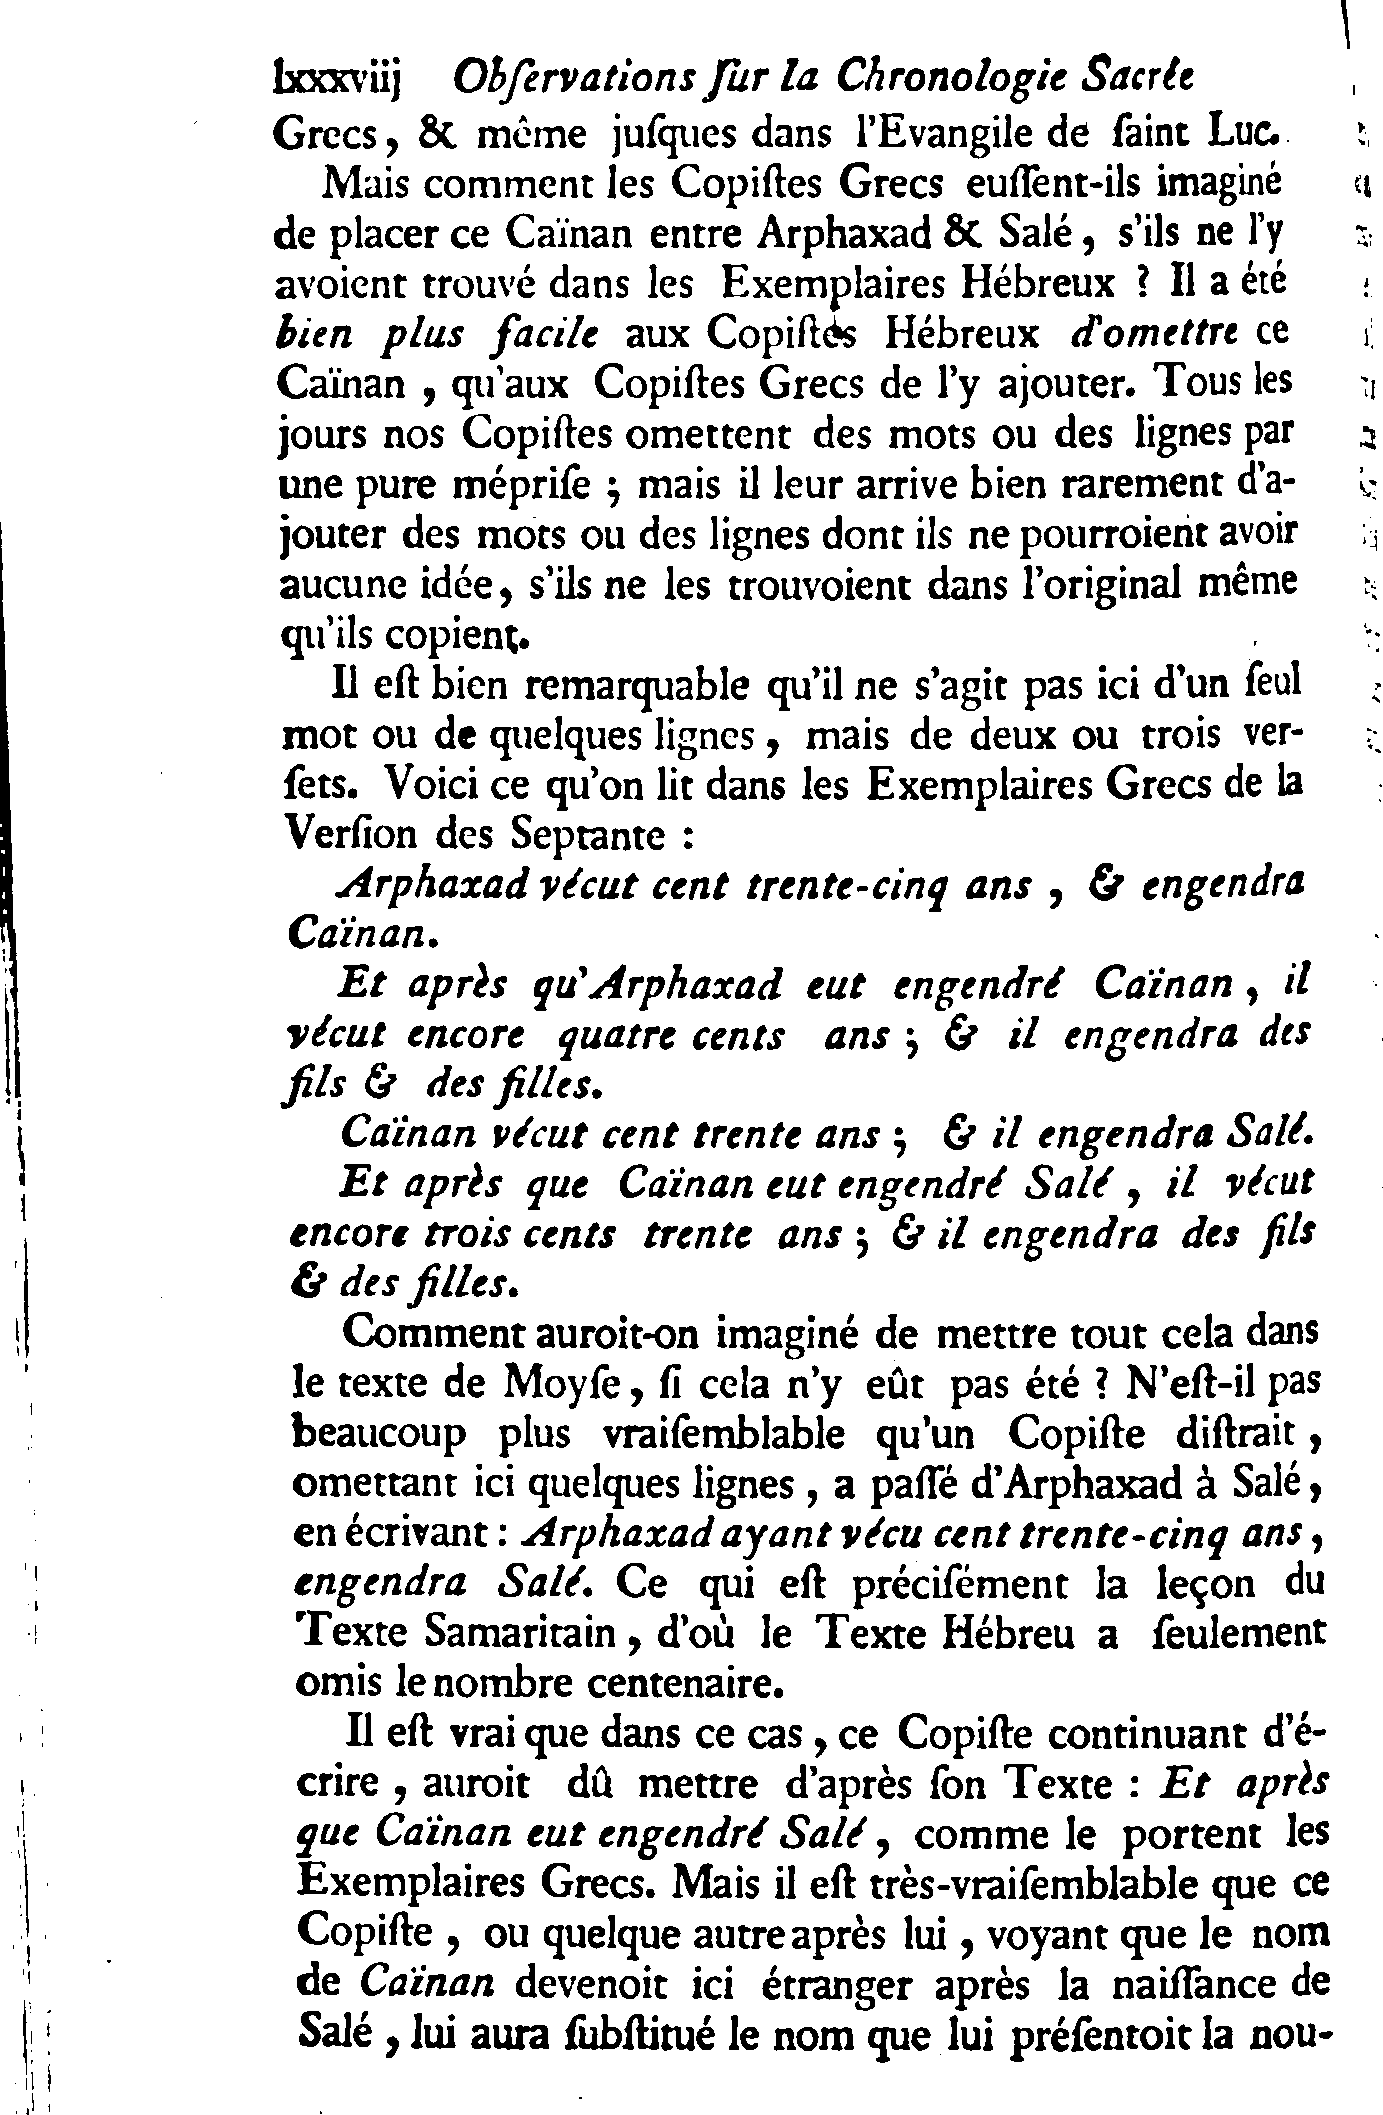 lxxxviij Obſervations ſur la Chronologie Sacrée
Grecs, & même juſques dans l'Evangile de ſaint Luc.
Mais comment les Copiſtes Grecs euſſent-ils imaginé
de placer ce Caïnan entre Arphaxad & Salé, s'ils ne l'y
avoient trouvé dans les Exemplaires Hébreux ? Il a été
bien plus facile aux Copiſtes Hébreux d'omettre ce
Caïnan, qu'aux Copiſtes Grecs de l'y ajouter. Tous les
jours nos Copiſtes omettent des mots ou des lignes par
une pure mépriſe ; mais il leur arrive bien rarement d'a-
jouter des mots ou des lignes dont ils ne pourroient avoir
aucune idée, s'ils ne les trouvoient dans l'original même
qu'ils copient.
Il eſt bien remarquable qu'il ne s'agit pas ici d'un ſeul
mot ou de quelques lignes, mais de deux ou trois ver-
ſets. Voici ce qu'on lit dans les Exemplaires Grecs de la
Verſion des Septante :
Arphaxad vécut cent trente-cinq ans, & engendra
Caïnan.
Et après qu'Arphaxad eut engendré Caïnan, il
vécut encore quatre cents ans ; & il engendra des
fils & des filles.
Caïnan vécut cent trente ans ; & il engendra Salé.
Et après que Caïnan eut engendré Salé, il vécut
encore trois cents trente ans ; & il engendra des fils
& des filles.
Comment auroit-on imaginé de mettre tout cela dans
le texte de Moyſe, ſi cela n'y eût pas été ? N'eſt-il pas
beaucoup plus vraiſemblable qu'un Copiſte diſtrait,
omettant ici quelques lignes, a paſſé d'Arphaxad à Salé,
en écrivant : Arphaxad ayant vécu cent trente-cinq ans,
engendra Salé. Ce qui eſt préciſément la leçon du
Texte Samaritain, d'où le Texte Hébreu a ſeulement
omis le nombre centenaire.
Il eſt vrai que dans ce cas, ce Copiſte continuant d'é-
crire, auroit dû mettre d'après ſon Texte : Et après
que Caïnan eut engendré Salé, comme le portent les
Exemplaires Grecs. Mais il eſt très-vraiſemblable que ce
Copiſte, ou quelque autre après lui, voyant que le nom
de Caïnan devenoit ici étranger après la naiſſance de
Salé, lui aura ſubſtitué le nom que lui préſentoit la nou-